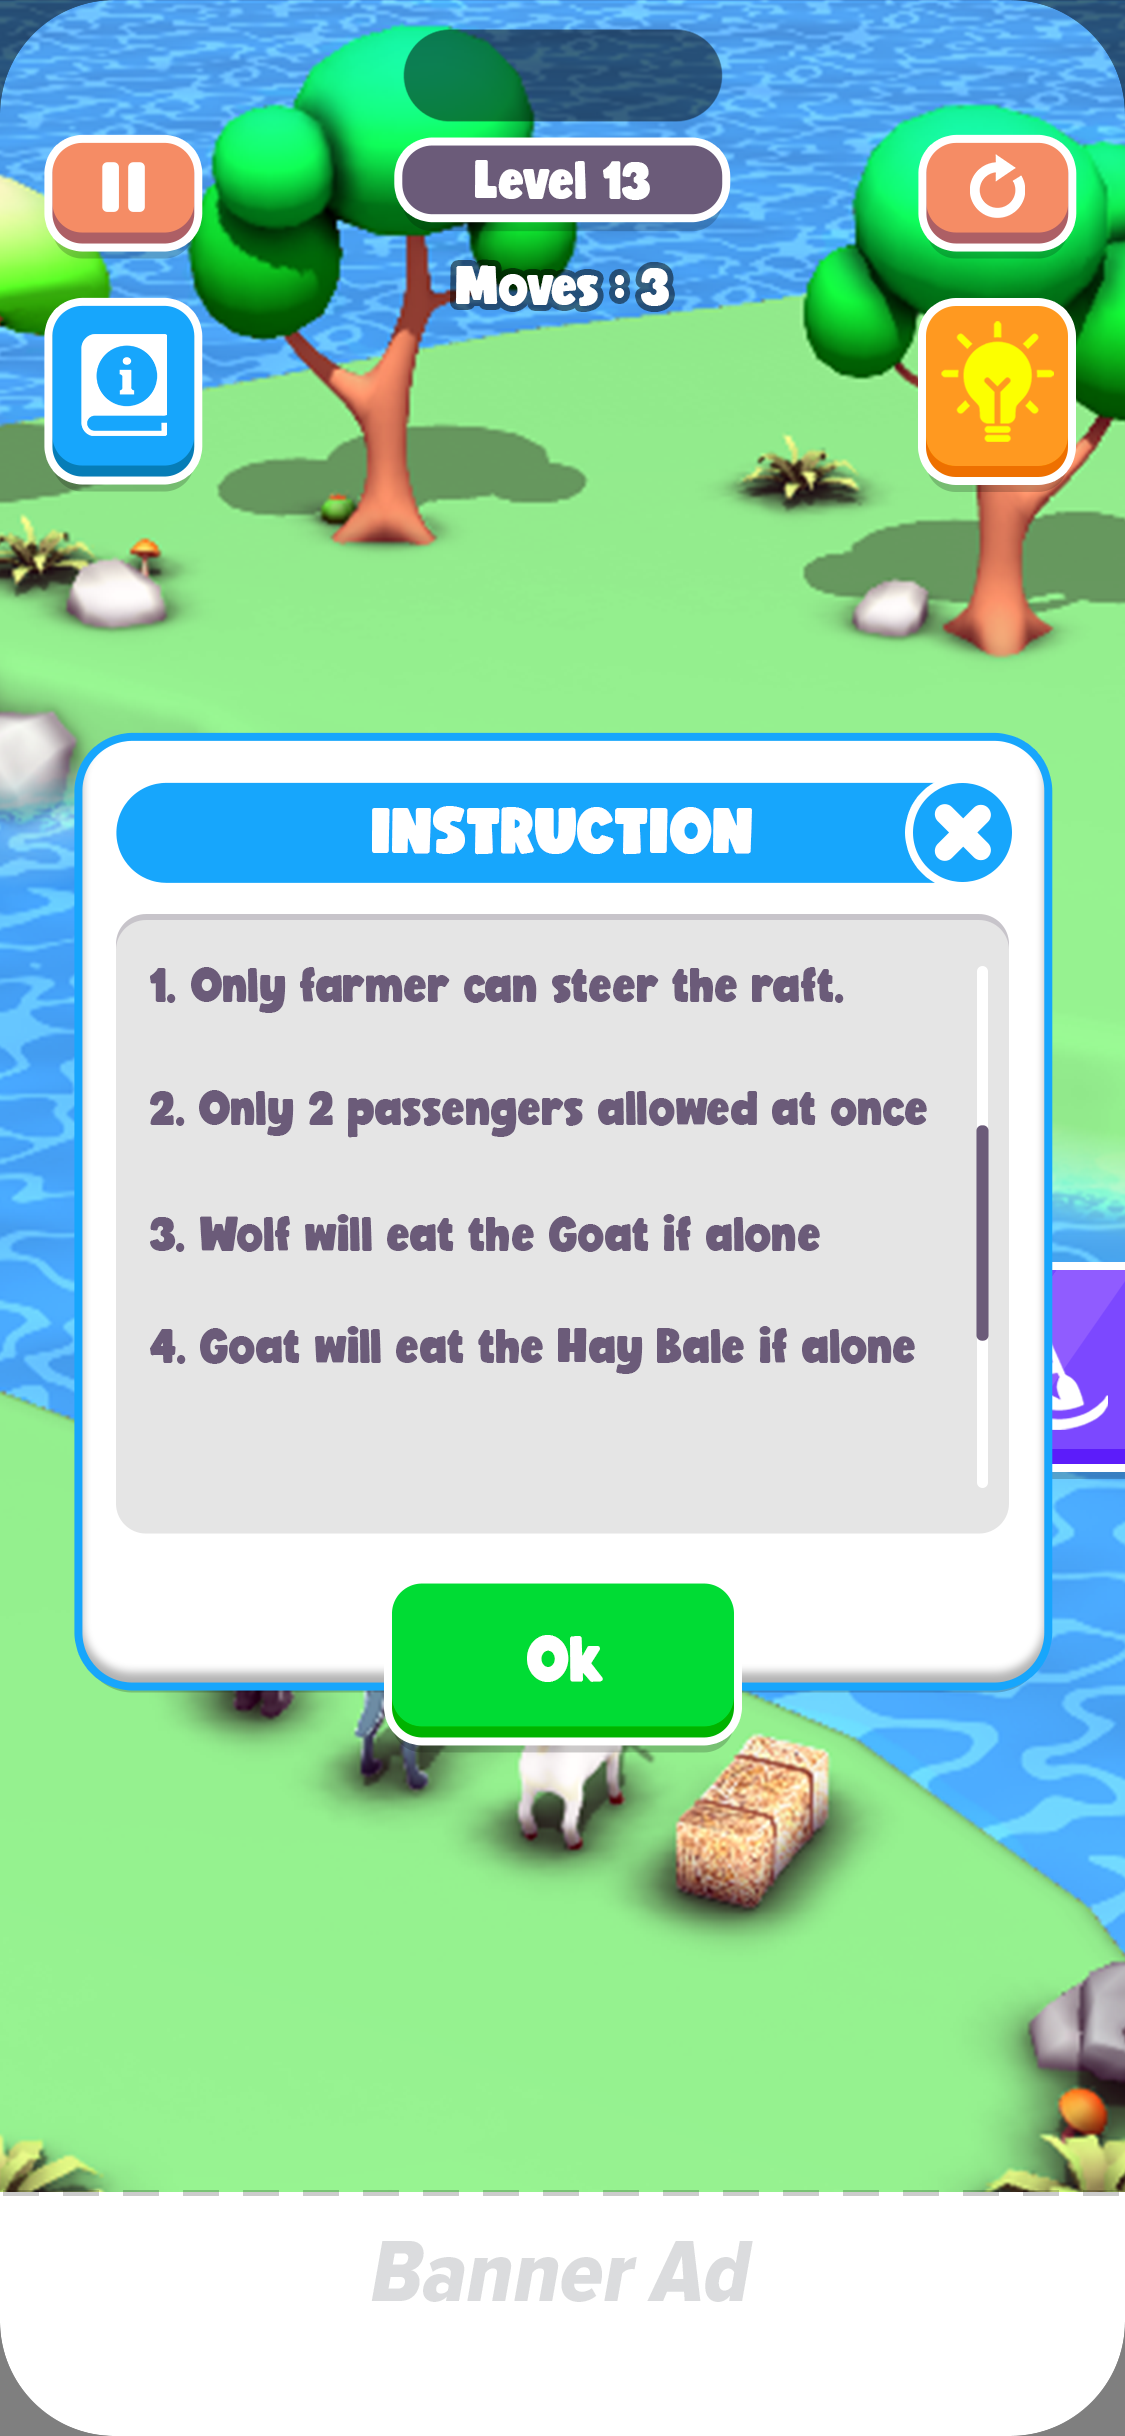 Level 13
Moves : 3
INSTRUCTION
1. Only farmer can steer the raft.
2. Only 2 passengers allowed at once
3. Wolf will eat the Goat if alone
4. Goat will eat the Hay Bale if alone
Ok
Banner Ad